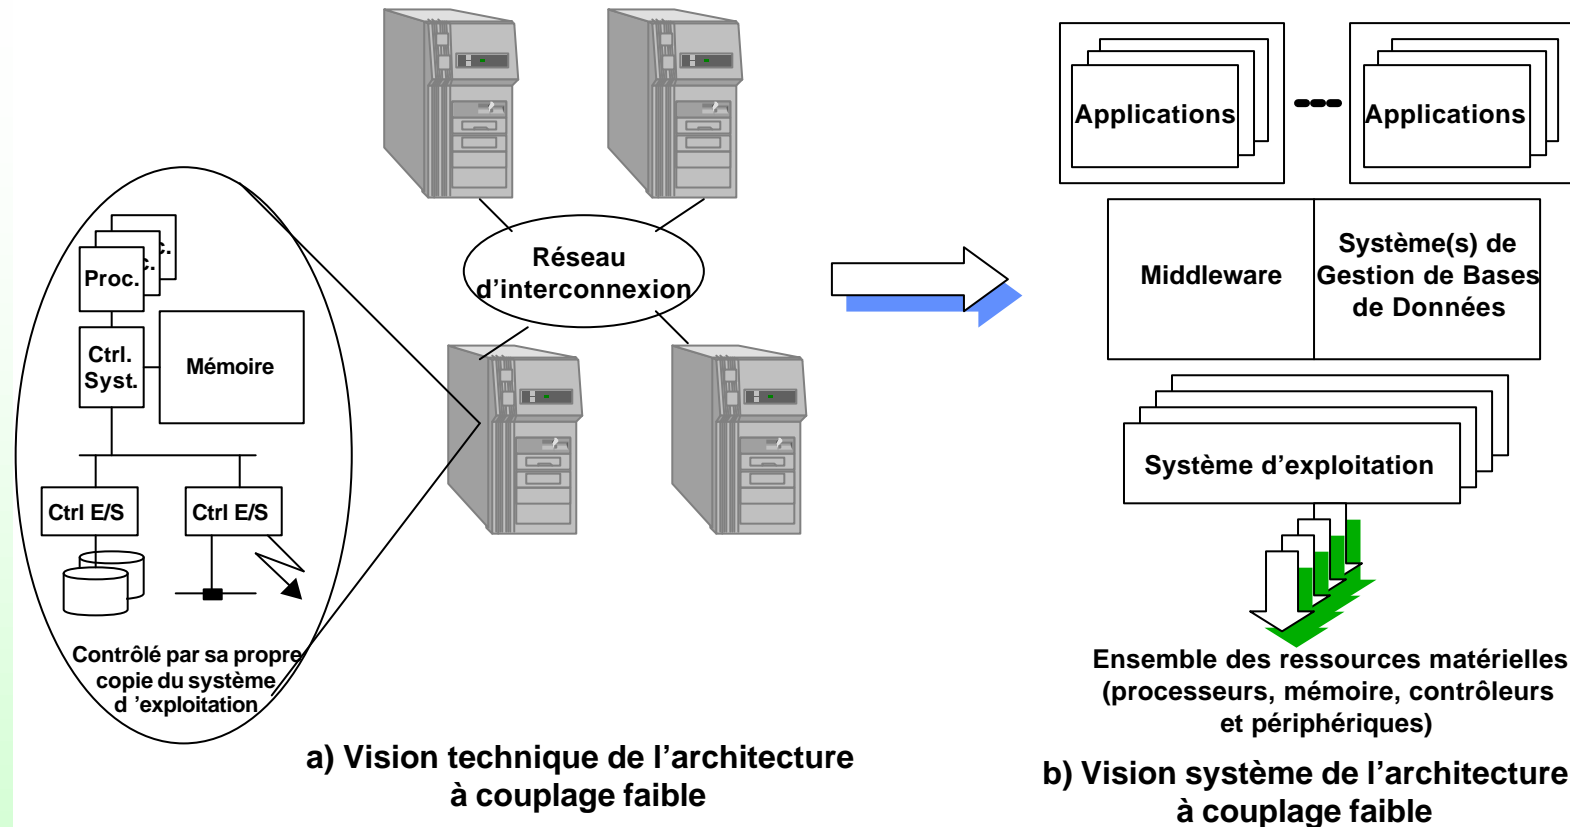 Applications
Applications
Réseau
d’interconnexion
c.
c.
Proc.
Ctrl.
Syst.
Mémoire
Ctrl E/S
Ctrl E/S
Contrôlé par sa propre
copie du système
d ’exploitation
a) Vision technique de l’architecture
à couplage faible
Middleware
Système(s) de
Gestion de Bases
de Données
Système d’exploitation
Ensemble des ressources matérielles
(processeurs, mémoire, contrôleurs
et périphériques)
b) Vision système de l’architecture
à couplage faible